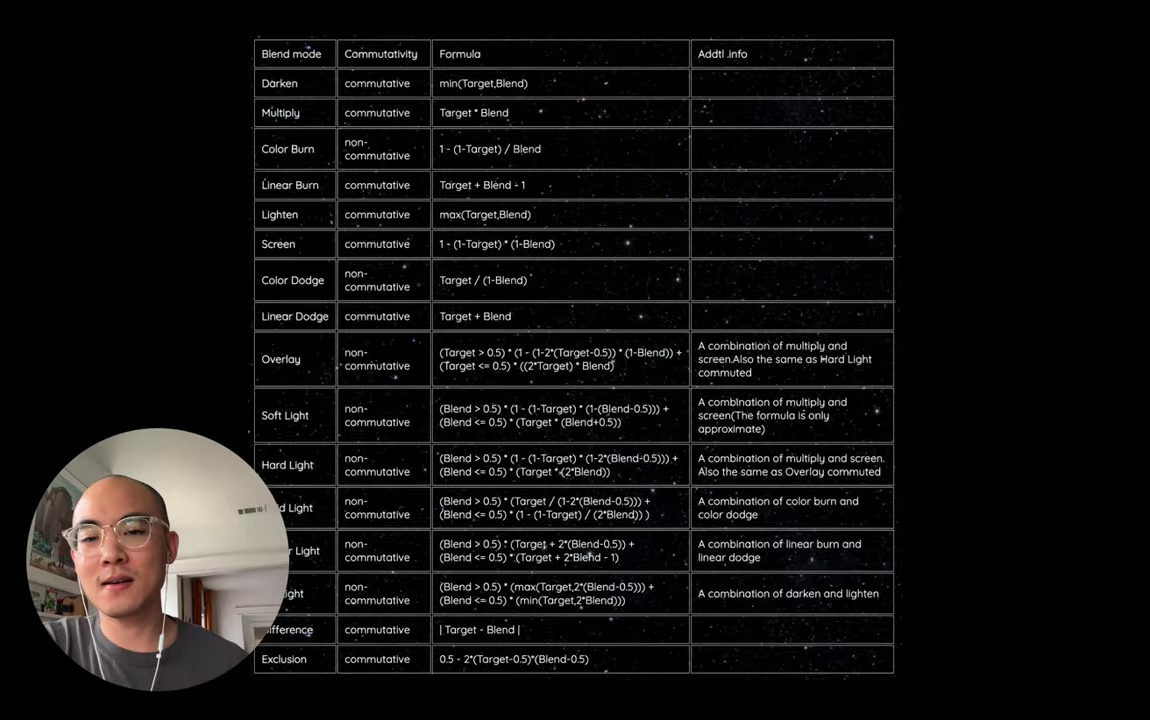 Blend mode Commutativity Formula Addtl .info
Darken commutative min(Target,Blend)
Multiply commutative Target * Blend
Color Burn non-
commutative 1 - (1-Target) / Blend
Linear Burn commutative Target + Blend - 1
Lighten commutative max(Target,Blend)
Screen commutative 1 - (1-Target) * (1-Blend)
Color Dodge non-
commutative Target / (1-Blend)
Linear Dodge commutative Target + Blend
Overlay non-
commutative (Target > 0.5) * (1 - (1-2*(Target-0.5)) * (1-Blend)) +
(Target <= 0.5) * ((2*Target) * Blend)
A combination of multiply and
screen.Also the same as Hard Light
commuted
Soft Light non-
commutative (Blend > 0.5) * (1 - (1-Target) * (1-(Blend-0.5))) +
(Blend <= 0.5) * (Target * (Blend+0.5))
A combination of multiply and
screen(The formula is only
approximate)
Hard Light non-
commutative (Blend > 0.5) * (1 - (1-Target) * (1-2*(Blend-0.5))) +
(Blend <= 0.5) * (Target * (2*Blend))
A combination of multiply and screen.
Also the same as Overlay commuted
Light non-
commutative (Blend > 0.5) * (Target / (1-2*(Blend-0.5))) +
(Blend <= 0.5) * (1 - (1-Target) / (2*Blend)) )
A combination of color burn and
color dodge
Light non-
commutative (Blend > 0.5) * (Target + 2*(Blend-0.5)) +
(Blend <= 0.5) * (Target + 2*Blend - 1)
A combination of linear burn and
linear dodge
non-
commutative (Blend > 0.5) * (max(Target,2*(Blend-0.5))) +
(Blend <= 0.5) * (min(Target,2*Blend)))
A combination of darken and lighten
Difference commutative | Target - Blend |
Exclusion commutative 0.5 - 2*(Target-0.5)*(Blend-0.5)